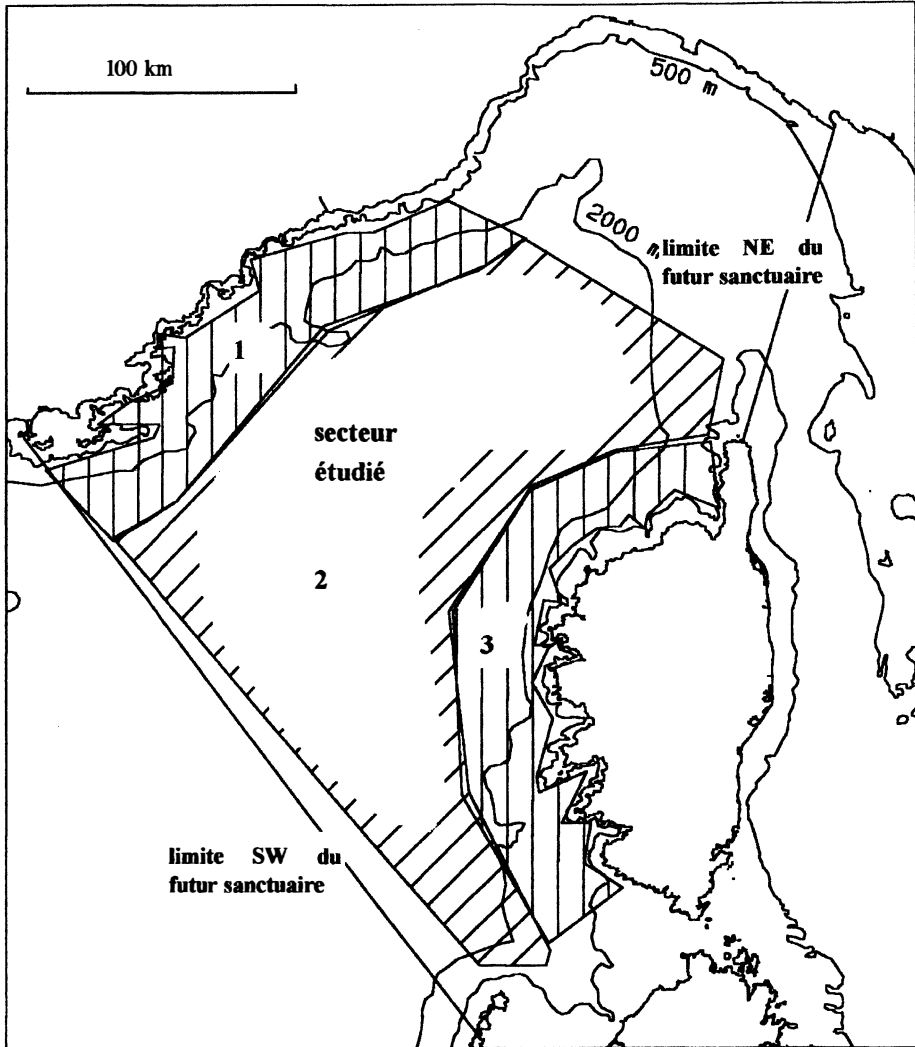 100 km
500 m
2000 m
limite NE du
futur sanctuaire
1
secteur
étudié
2
3
limite SW du
futur sanctuaire